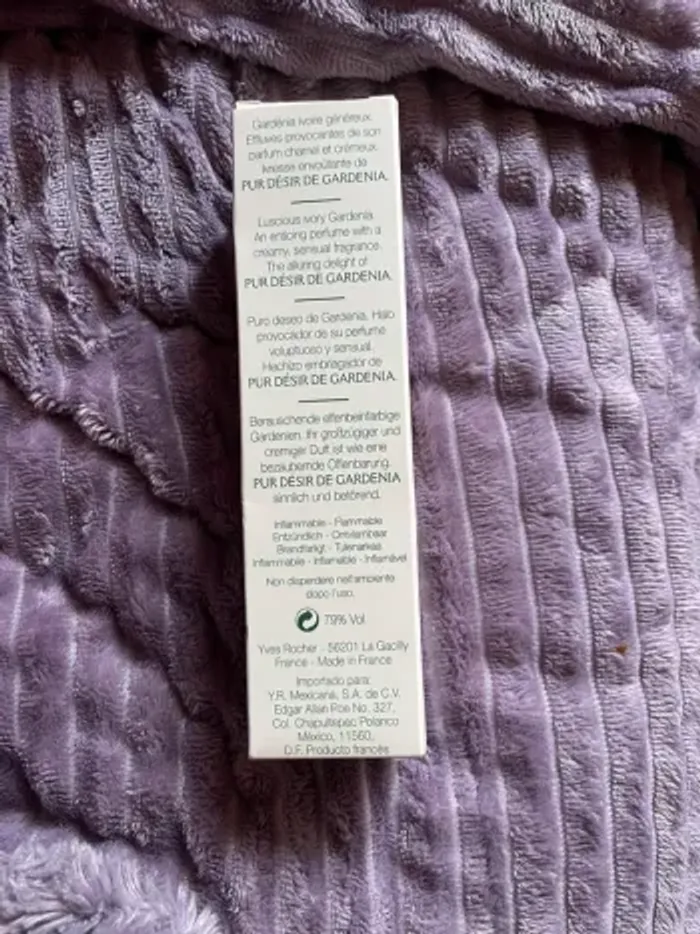 Gardénia ivoire généreux.
Effluves provocantes de son
parfum charnel et crémeux.
Ivresse envoûtante de
PUR DÉSIR DE GARDENIA.
Luscious ivory Gardenia.
An enticing perfume with a
creamy, sensual fragrance.
The alluring delight of
PUR DÉSIR DE GARDENIA.
Puro deseo de Gardenia. Halo
provocador de su perfume
voluptuoso y sensual.
Hechizo embriagador de
PUR DÉSIR DE GARDENIA.
Berauschende elfenbeinfarbige
Gardenien. Ihr großzügiger und
cremiger Duft ist wie eine
bezaubernde Offenbarung.
PUR DÉSIR DE GARDENIA
sinnlich und betörend.
Inflammable - Flammable
Entzündlich - Ontvlambaar
Brandfarligt - Tulenarkaa
Infiammabile - Inflamable - Inflamável
Non disperdere nell'ambiente
dopo l'uso.
79% Vol
Yves Rocher - 56201 La Gacilly
France - Made in France
Importado para:
Y.R. Mexicana, S.A. de C.V.
Edgar Allan Poe No. 327,
Col. Chapultepec Polanco
México, 11560,
D.F. Producto francés